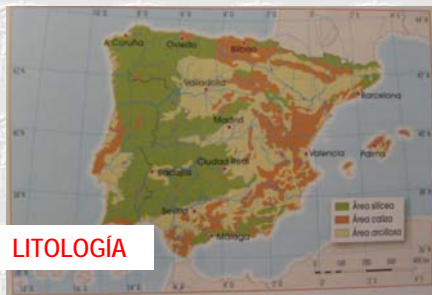 A Coruña
Oviedo
Bilbao
Valladolid
Barcelona
Madrid
Valencia
Palma
Ciudad Real
Badajoz
Sevilla
Málaga
Área silícea
Área caliza
Área arcillosa
LITOLOGÍA